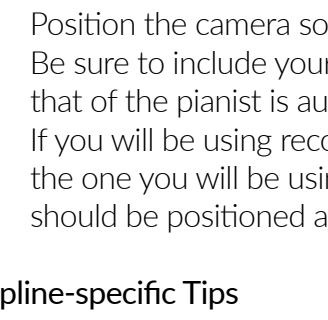 Position the camera so
Be sure to include your
that of the pianist is au
If you will be using reco
the one you will be usin
should be positioned a
pline-specific Tips